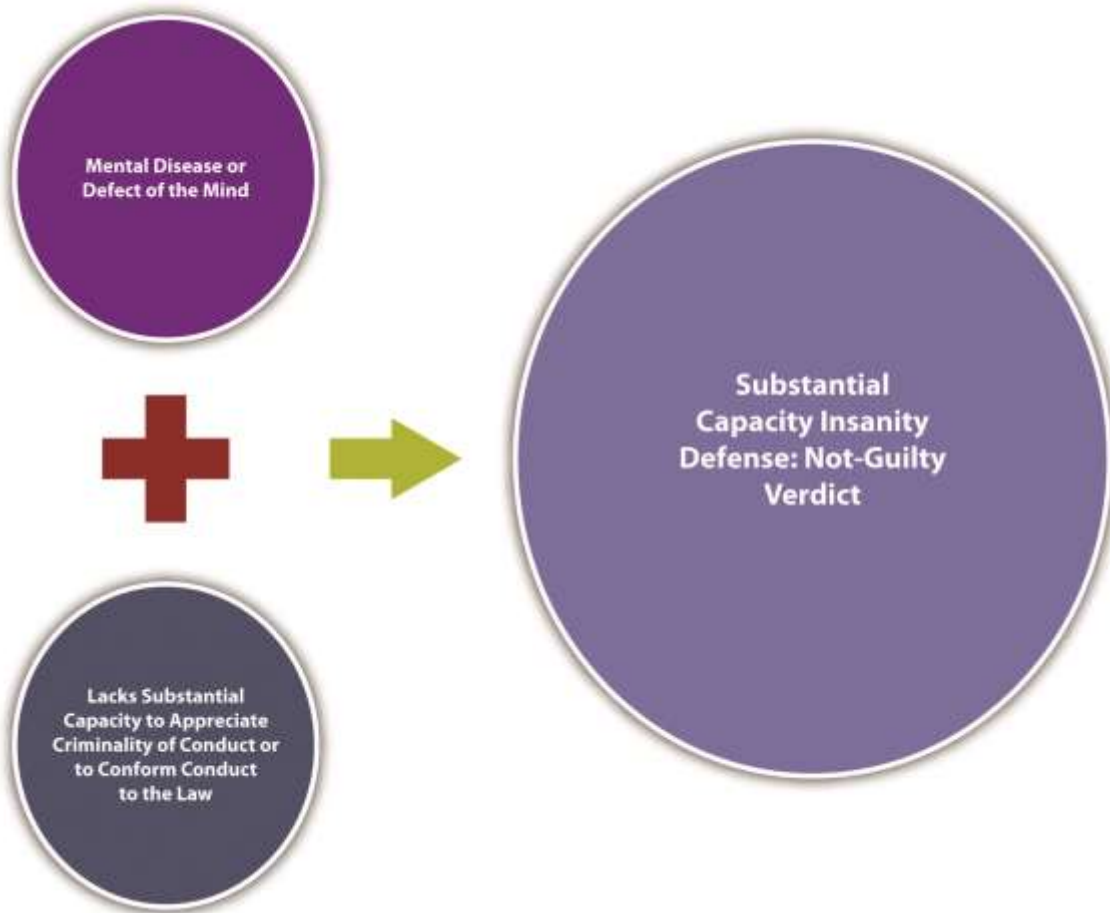 Mental Disease or
Defect of the Mind
Lacks Substantial
Capacity to Appreciate
Criminality of Conduct or
to Conform Conduct
to the Law
Substantial
Capacity Insanity
Defense: Not-Guilty
Verdict